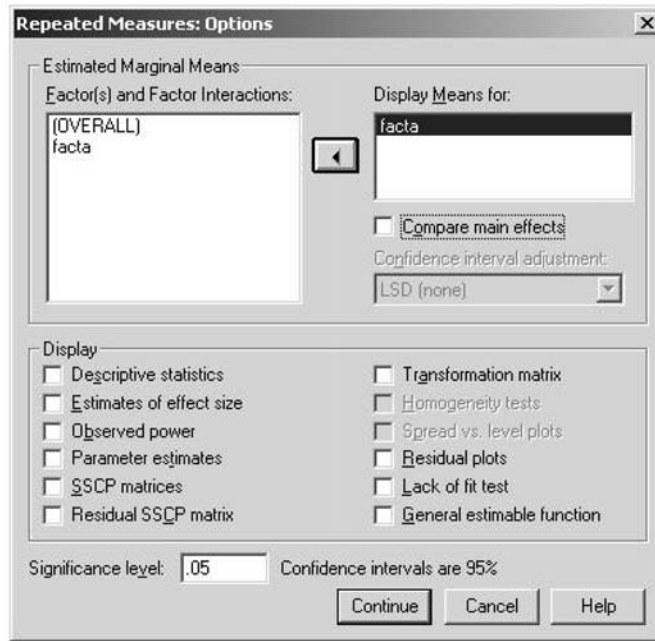 Repeated Measures: Options
Estimated Marginal Means
Factor(s) and Factor Interactions:
(OVERALL)
facta
Display Means for:
facta
Compare main effects
Confidence interval adjustment:
LSD (none)
Display
Descriptive statistics
Estimates of effect size
Observed power
Parameter estimates
SSCP matrices
Residual SSCP matrix
Transformation matrix
Homogeneity tests
Spread vs. level plots
Residual plots
Lack of fit test
General estimable function
Significance level: .05 Confidence intervals are 95%
Continue Cancel Help